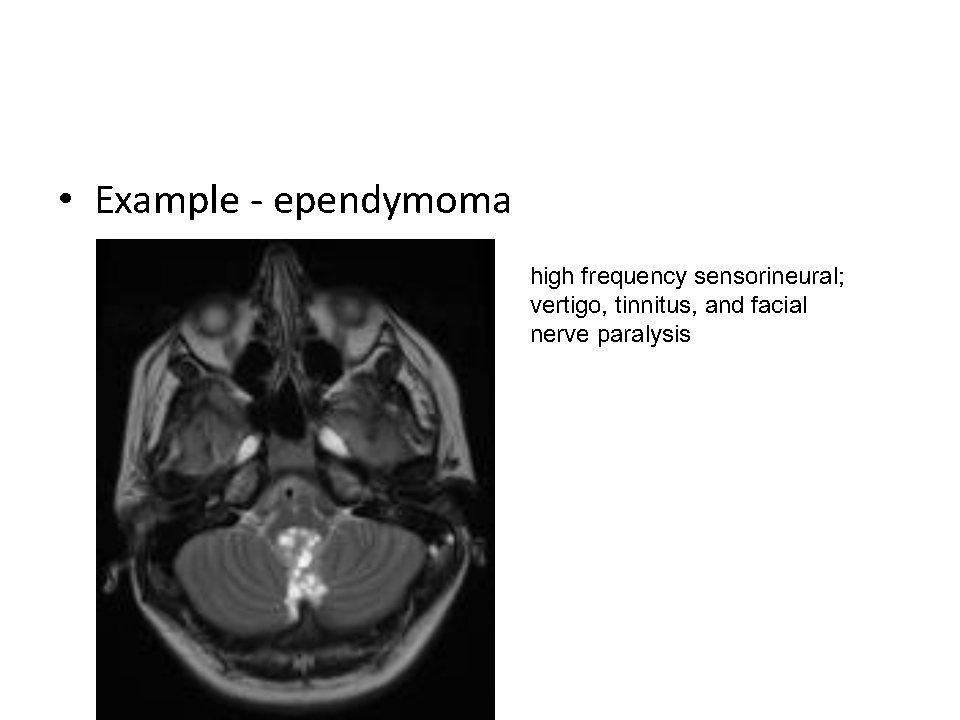 • Example - ependymoma
high frequency sensorineural;
vertigo, tinnitus, and facial
nerve paralysis